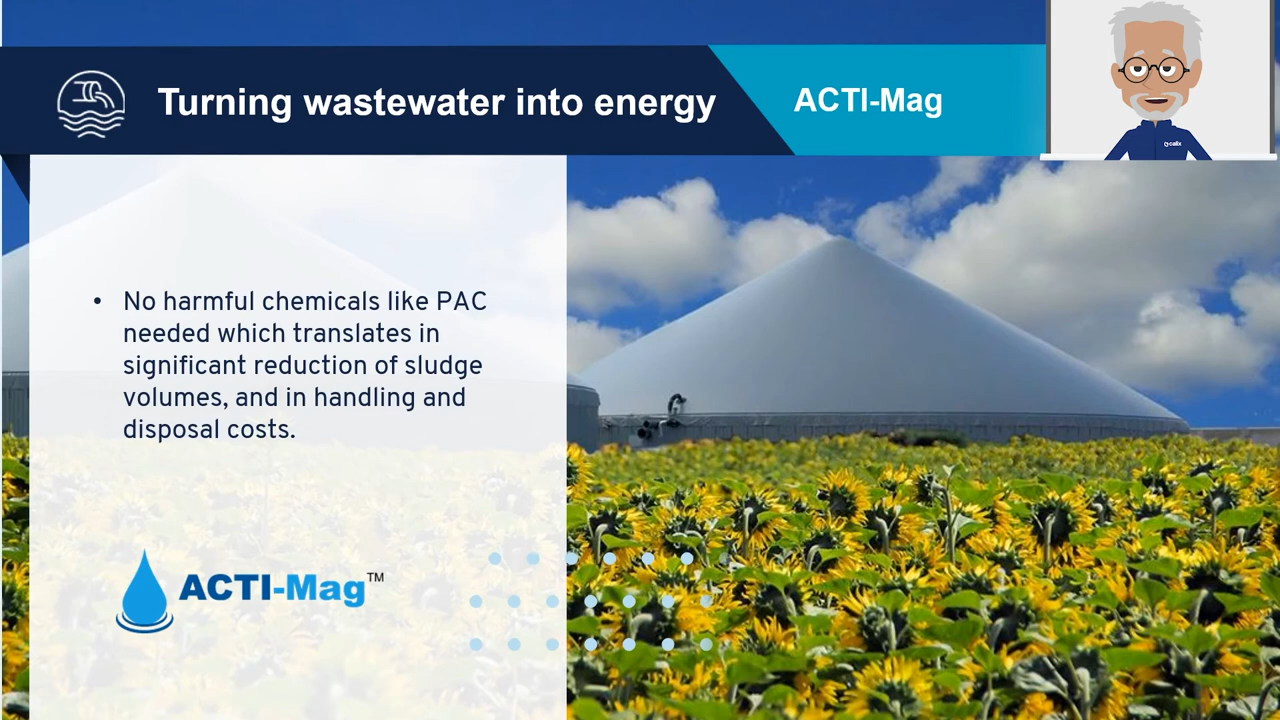 Turning wastewater into energy
ACTI-Mag
calix
• No harmful chemicals like PAC
needed which translates in
significant reduction of sludge
volumes, and in handling and
disposal costs.
ACTI-Mag™